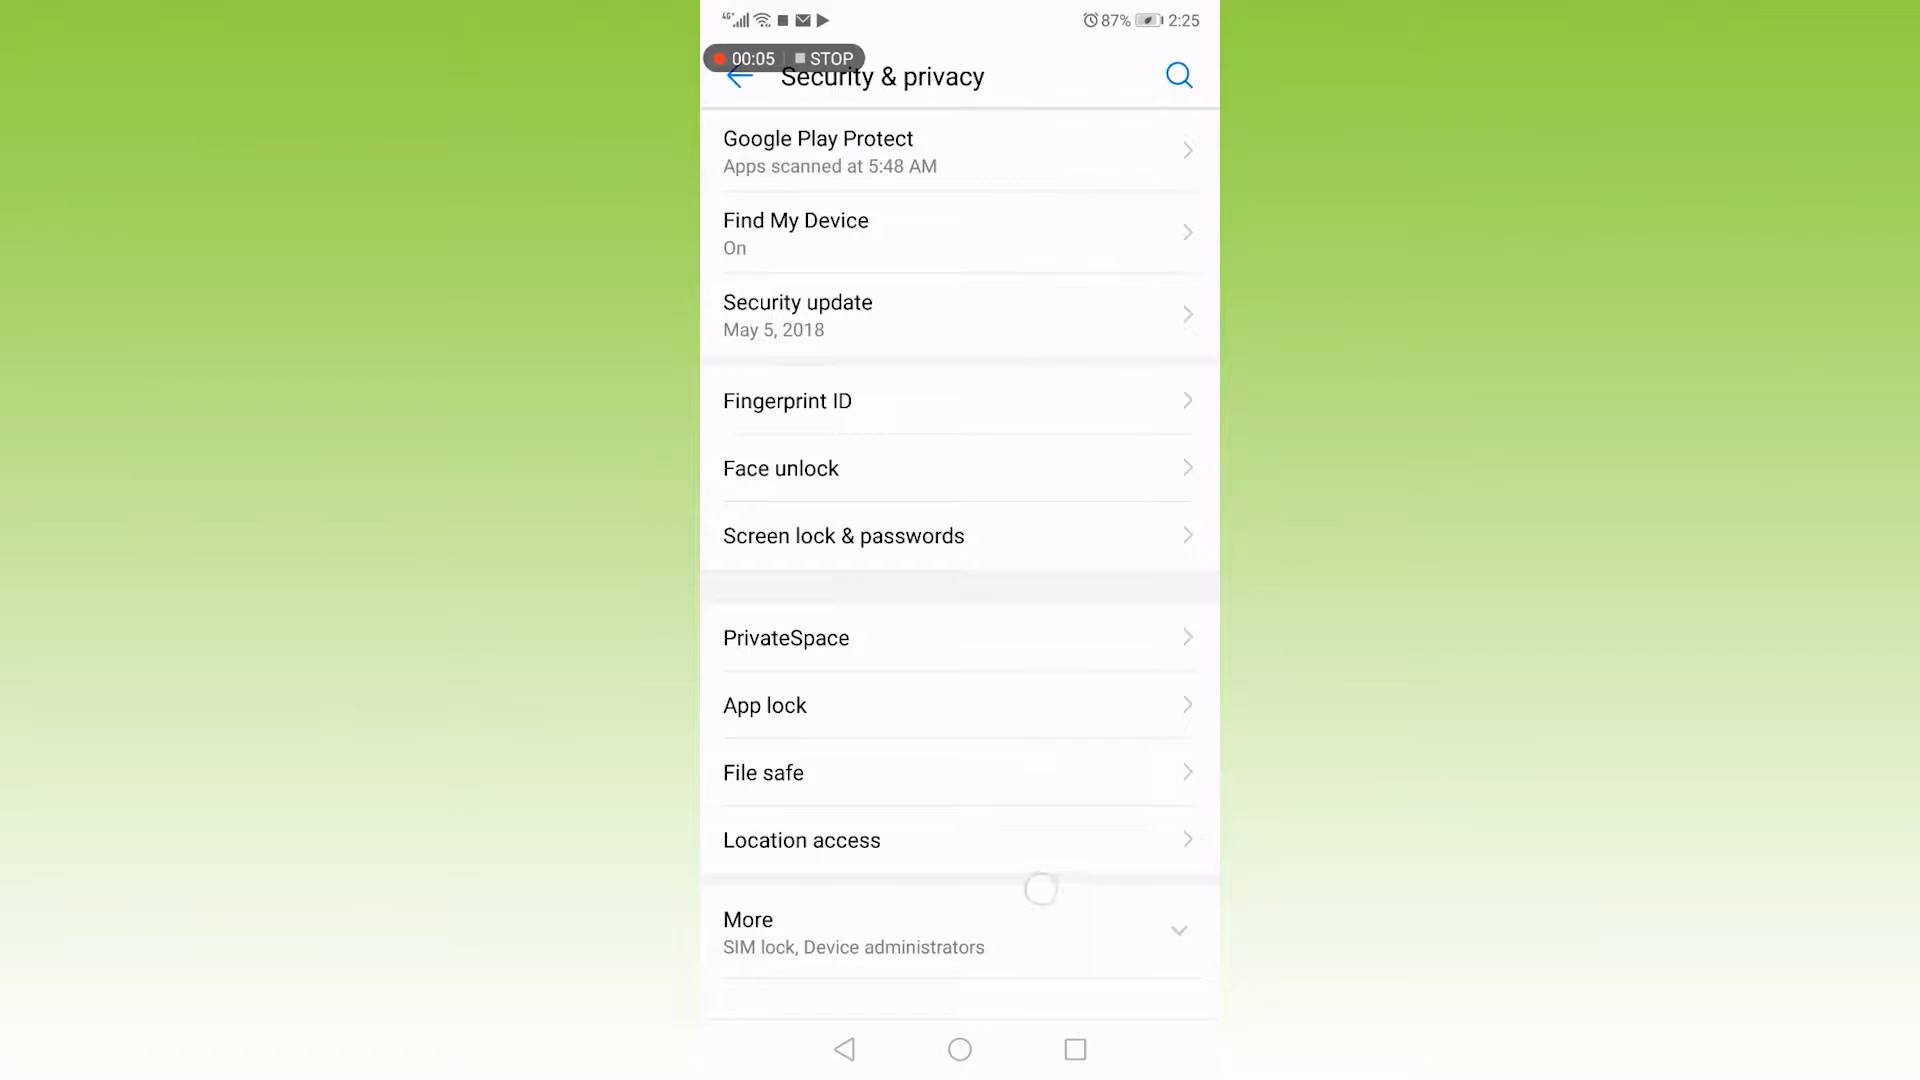 4G+ 87% 2:25
00:05 STOP
Security & privacy
Google Play Protect
Apps scanned at 5:48 AM
Find My Device
On
Security update
May 5, 2018
Fingerprint ID
Face unlock
Screen lock & passwords
PrivateSpace
App lock
File safe
Location access
More
SIM lock, Device administrators